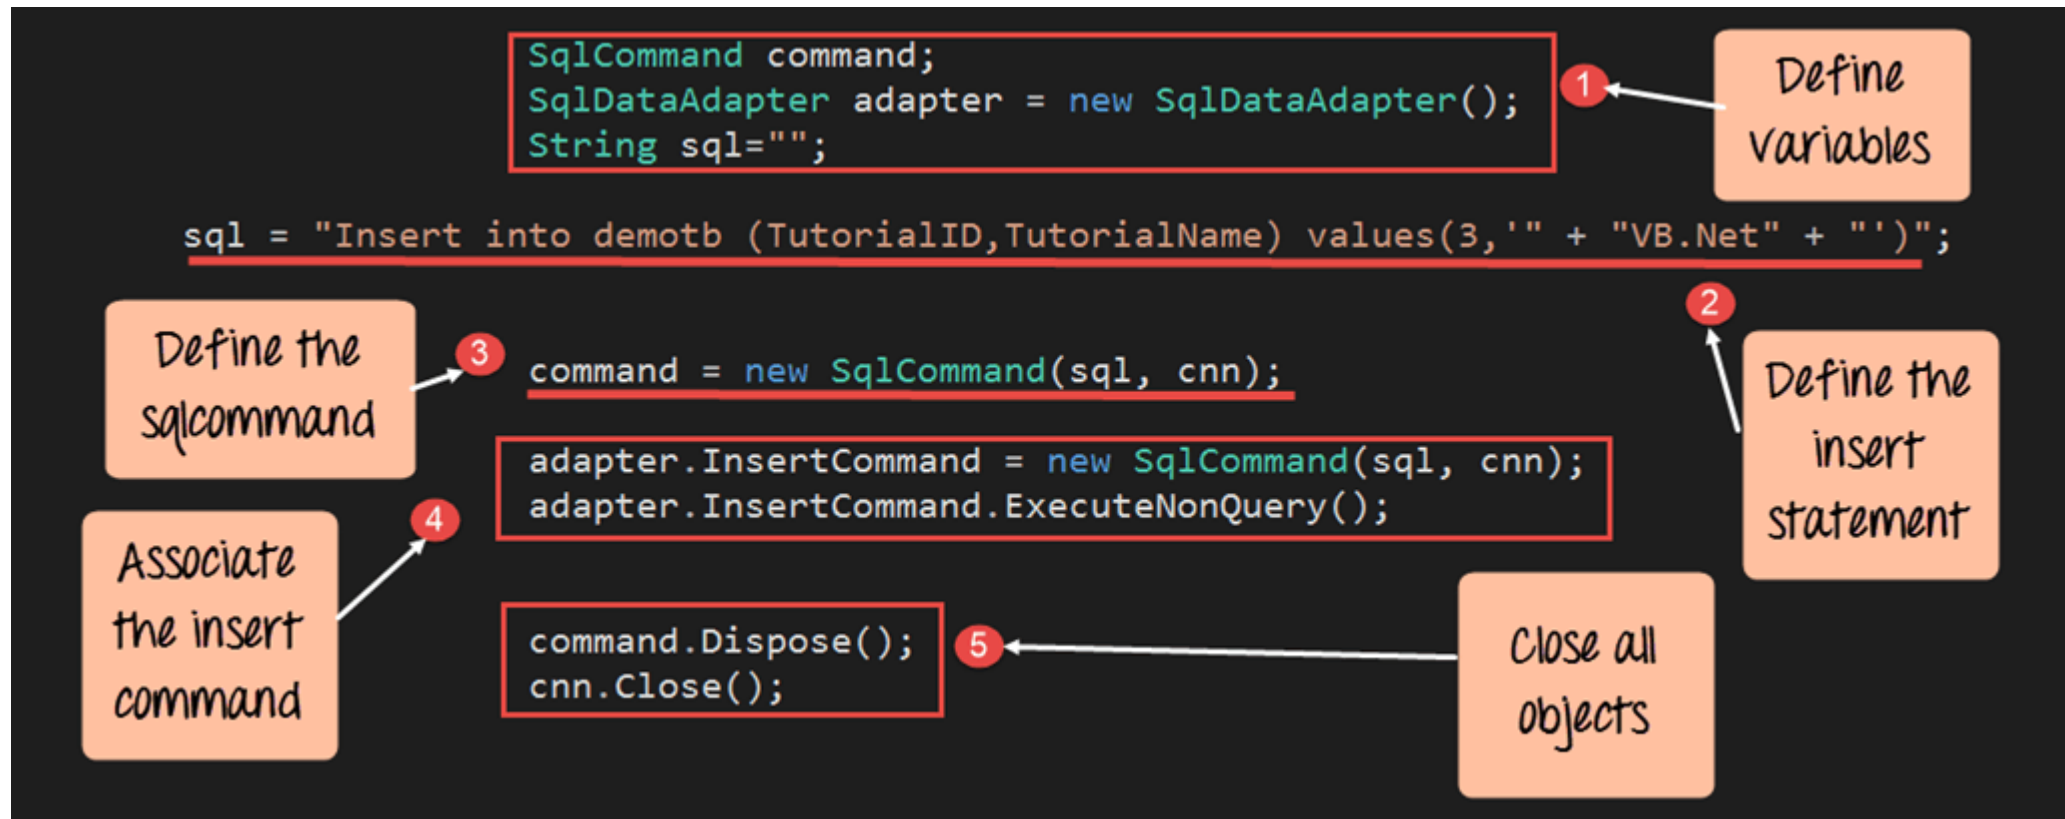 SqlCommand command;
SqlDataAdapter adapter = new SqlDataAdapter();
String sql="";
1
Define
variables
sql = "Insert into demotb (TutorialID,TutorialName) values(3,'" + "VB.Net" + "')";
2
Define the
insert
statement
Define the
sqlcommand
3
command = new SqlCommand(sql, cnn);
adapter.InsertCommand = new SqlCommand(sql, cnn);
adapter.InsertCommand.ExecuteNonQuery();
4
Associate
the insert
command
command.Dispose();
cnn.Close();
5
Close all
objects